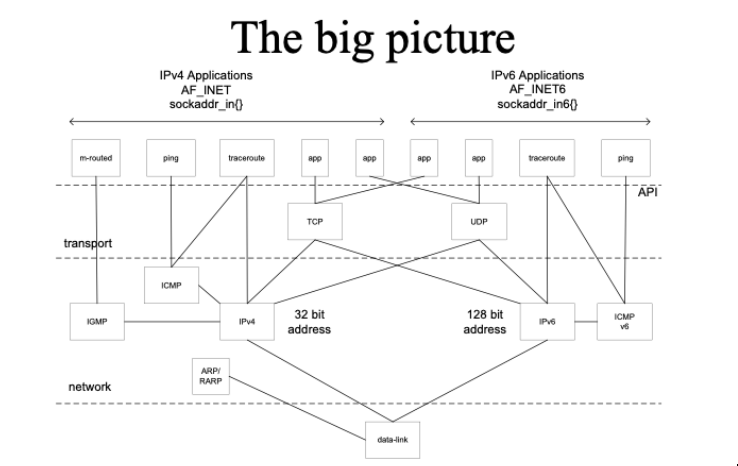 The big picture
IPv4 Applications
AF_INET
sockaddr_in{}
IPv6 Applications
AF_INET6
sockaddr_in6{}
m-routed
ping
traceroute
app
app
app
app
traceroute
ping
API
TCP
UDP
transport
ICMP
IGMP
IPv4
32 bit
address
128 bit
address
IPv6
ICMP
v6
ARP/
RARP
network
data-link